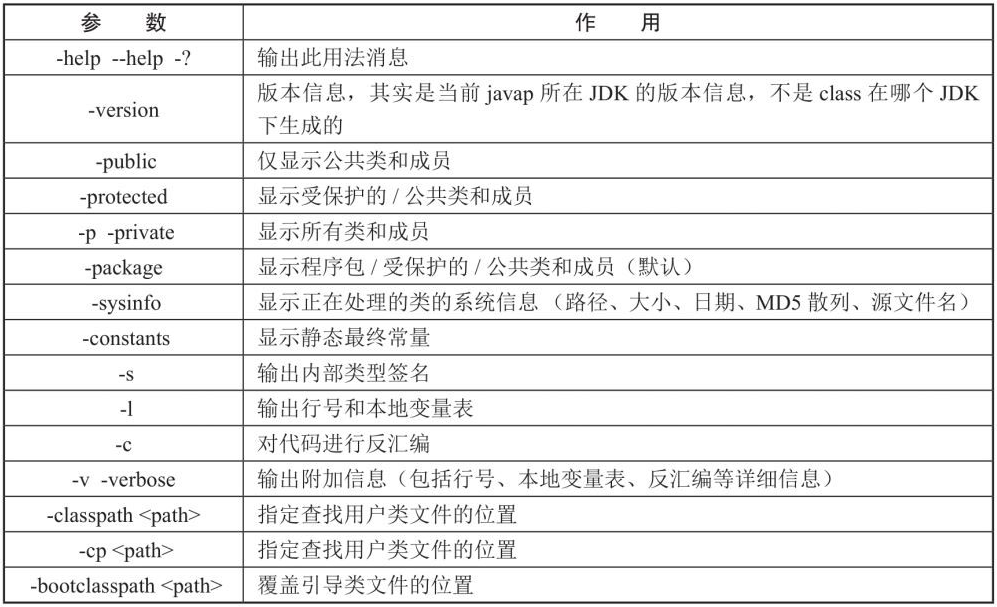 参 数 作 用
-help --help -? 输出此用法消息
-version 版本信息，其实是当前 javap 所在 JDK 的版本信息，不是 class 在哪个 JDK
下生成的
-public 仅显示公共类和成员
-protected 显示受保护的 / 公共类和成员
-p -private 显示所有类和成员
-package 显示程序包 / 受保护的 / 公共类和成员（默认）
-sysinfo 显示正在处理的类的系统信息（路径、大小、日期、MD5 散列、源文件名）
-constants 显示静态最终常量
-s 输出内部类型签名
-l 输出行号和本地变量表
-c 对代码进行反汇编
-v -verbose 输出附加信息（包括行号、本地变量表、反汇编等详细信息）
-classpath <path> 指定查找用户类文件的位置
-cp <path> 指定查找用户类文件的位置
-bootclasspath <path> 覆盖引导类文件的位置